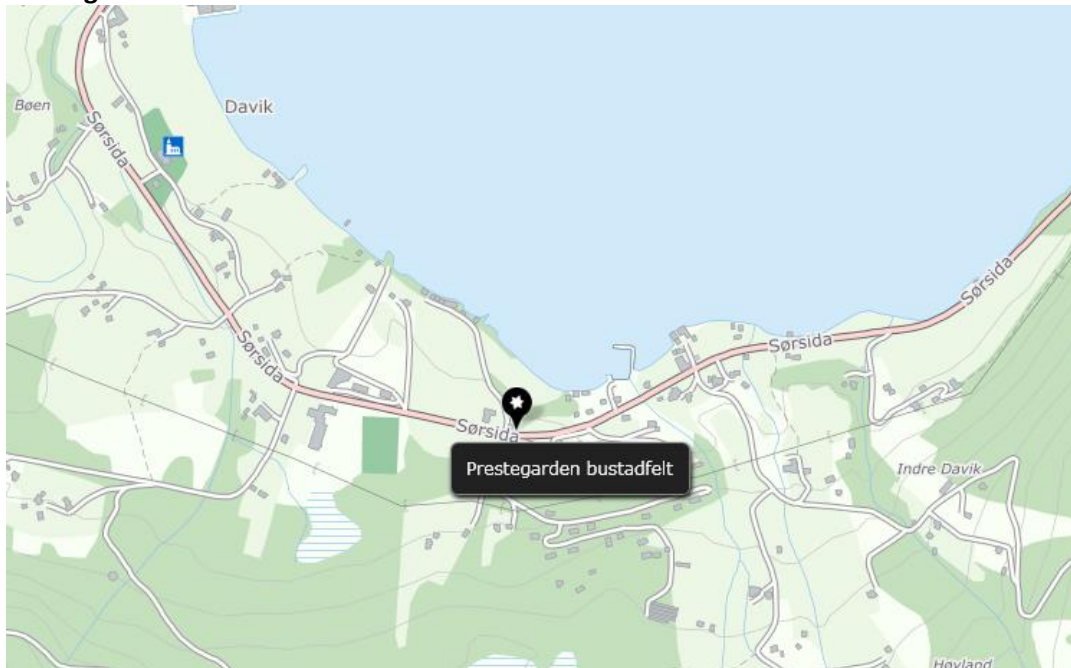 Bøen
Davik
Sørsida
Sørsida
Sørsida
Sørsida
Sørsida
Prestegarden bustadfelt
Indre Davik
Høyland